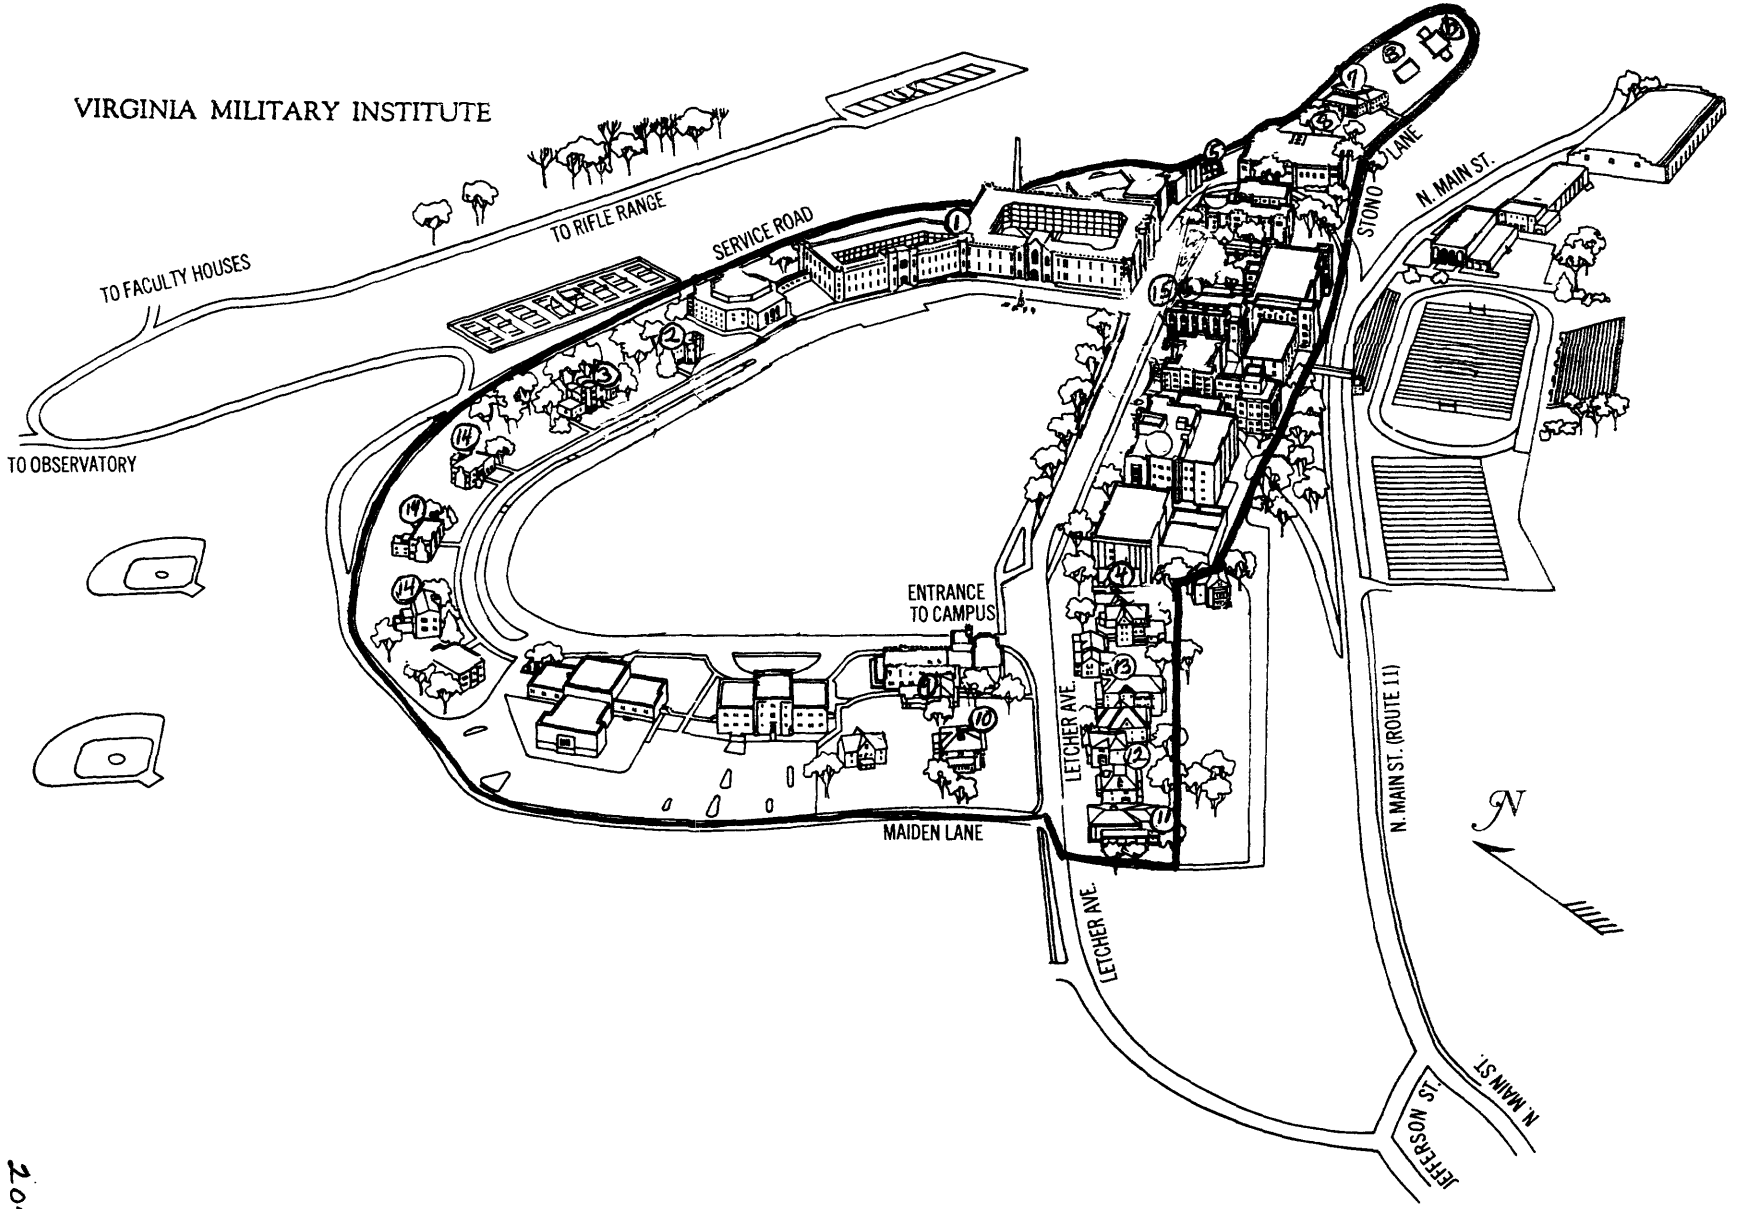 VIRGINIA MILITARY INSTITUTE
TO RIFLE RANGE
SERVICE ROAD
TO FACULTY HOUSES
TO OBSERVATORY
STONO
LANE
N. MAIN ST.
ENTRANCE
TO CAMPUS
LETCHER AVE.
MAIDEN LANE
LETCHER AVE.
N. MAIN ST. (ROUTE 11)
N
N. MAIN ST.
JEFFERSON ST.
JEFFERSON ST.
1
2
3
14
14
14
4
5
7
8
15
9
10
13
12
11